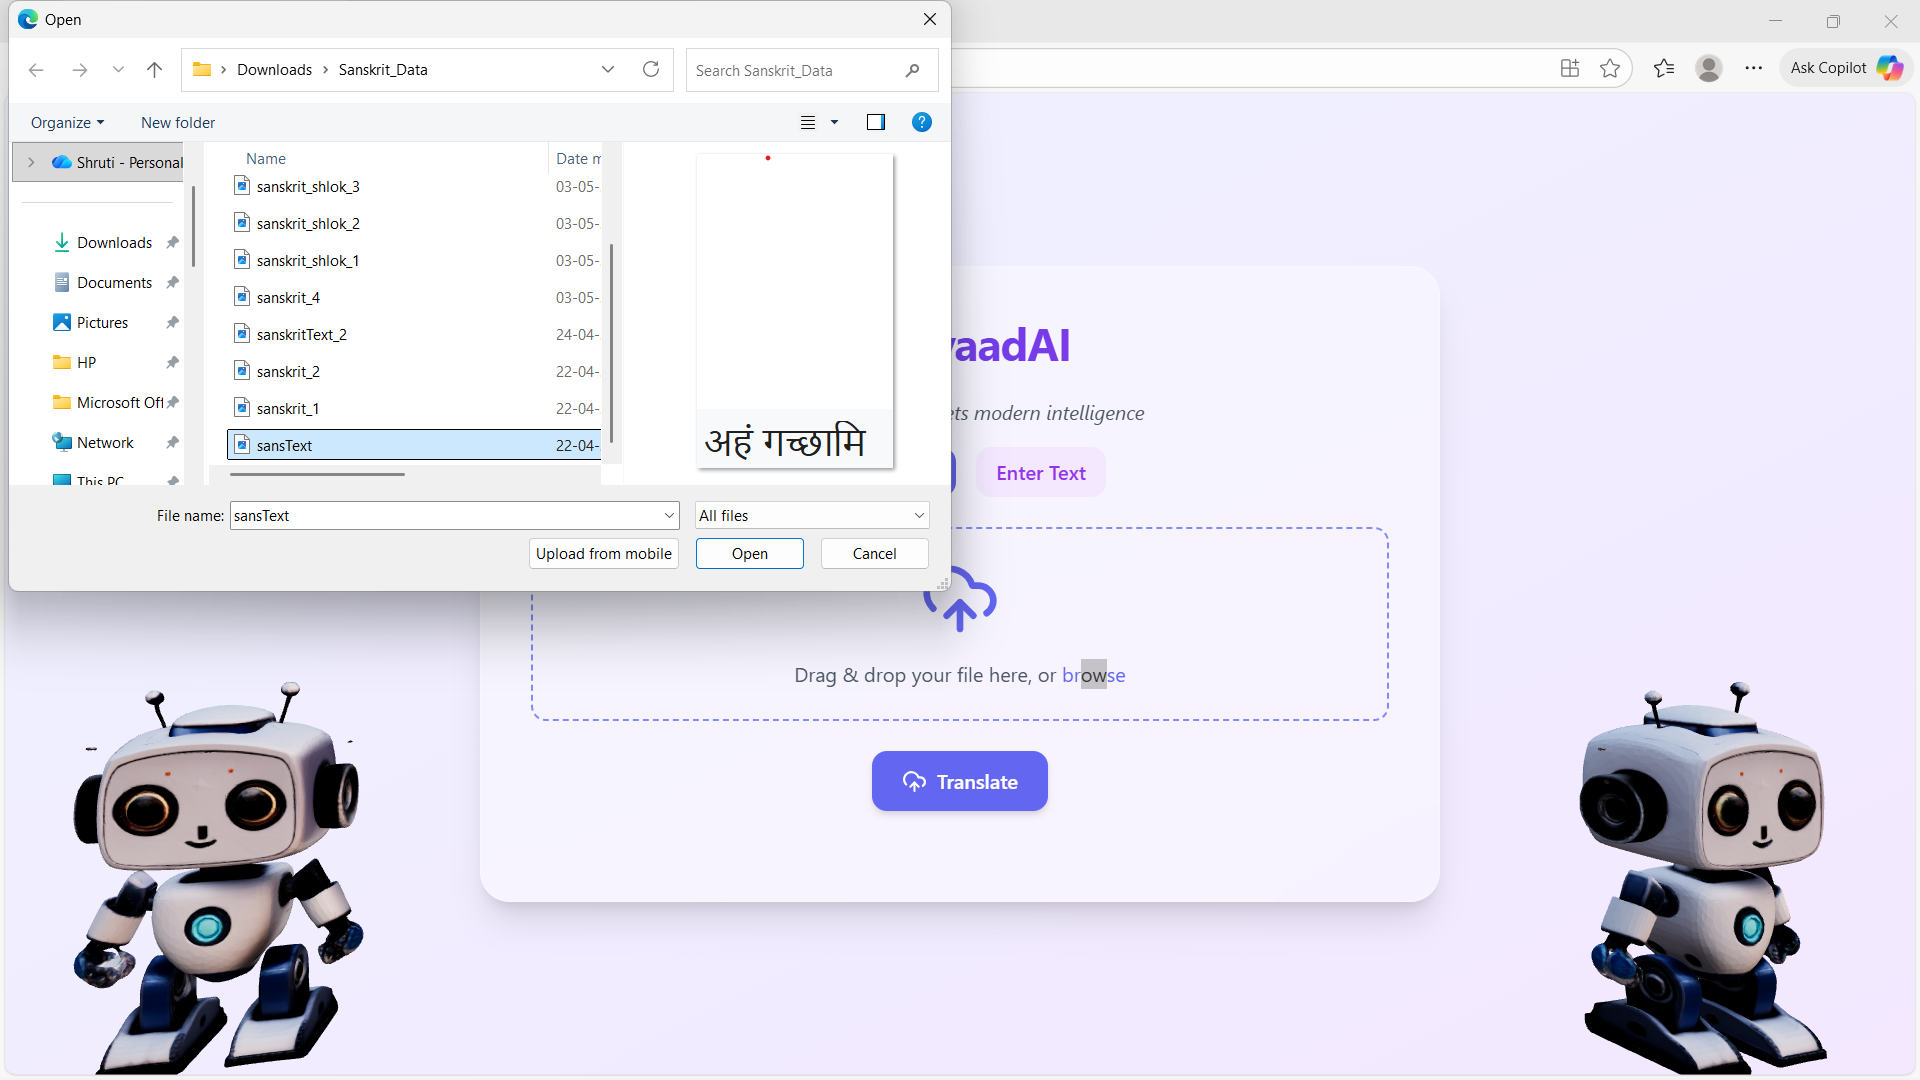 Open
Downloads > Sanskrit_Data
Search Sanskrit_Data
Ask Copilot
Organize
New folder
?
Shruti - Personal
Downloads
Documents
Pictures
HP
Microsoft Off
Network
This PC
Name
Date m
sanskrit_shlok_3 03-05-
sanskrit_shlok_2 03-05-
sanskrit_shlok_1 03-05-
sanskrit_4 03-05-
sanskritText_2 24-04-
sanskrit_2 22-04-
sanskrit_1 22-04-
sansText 22-04-
अहं गच्छामि
File name: sansText
All files
Upload from mobile
Open
Cancel
vaadAI
ets modern intelligence
Enter Text
Drag & drop your file here, or browse
Translate